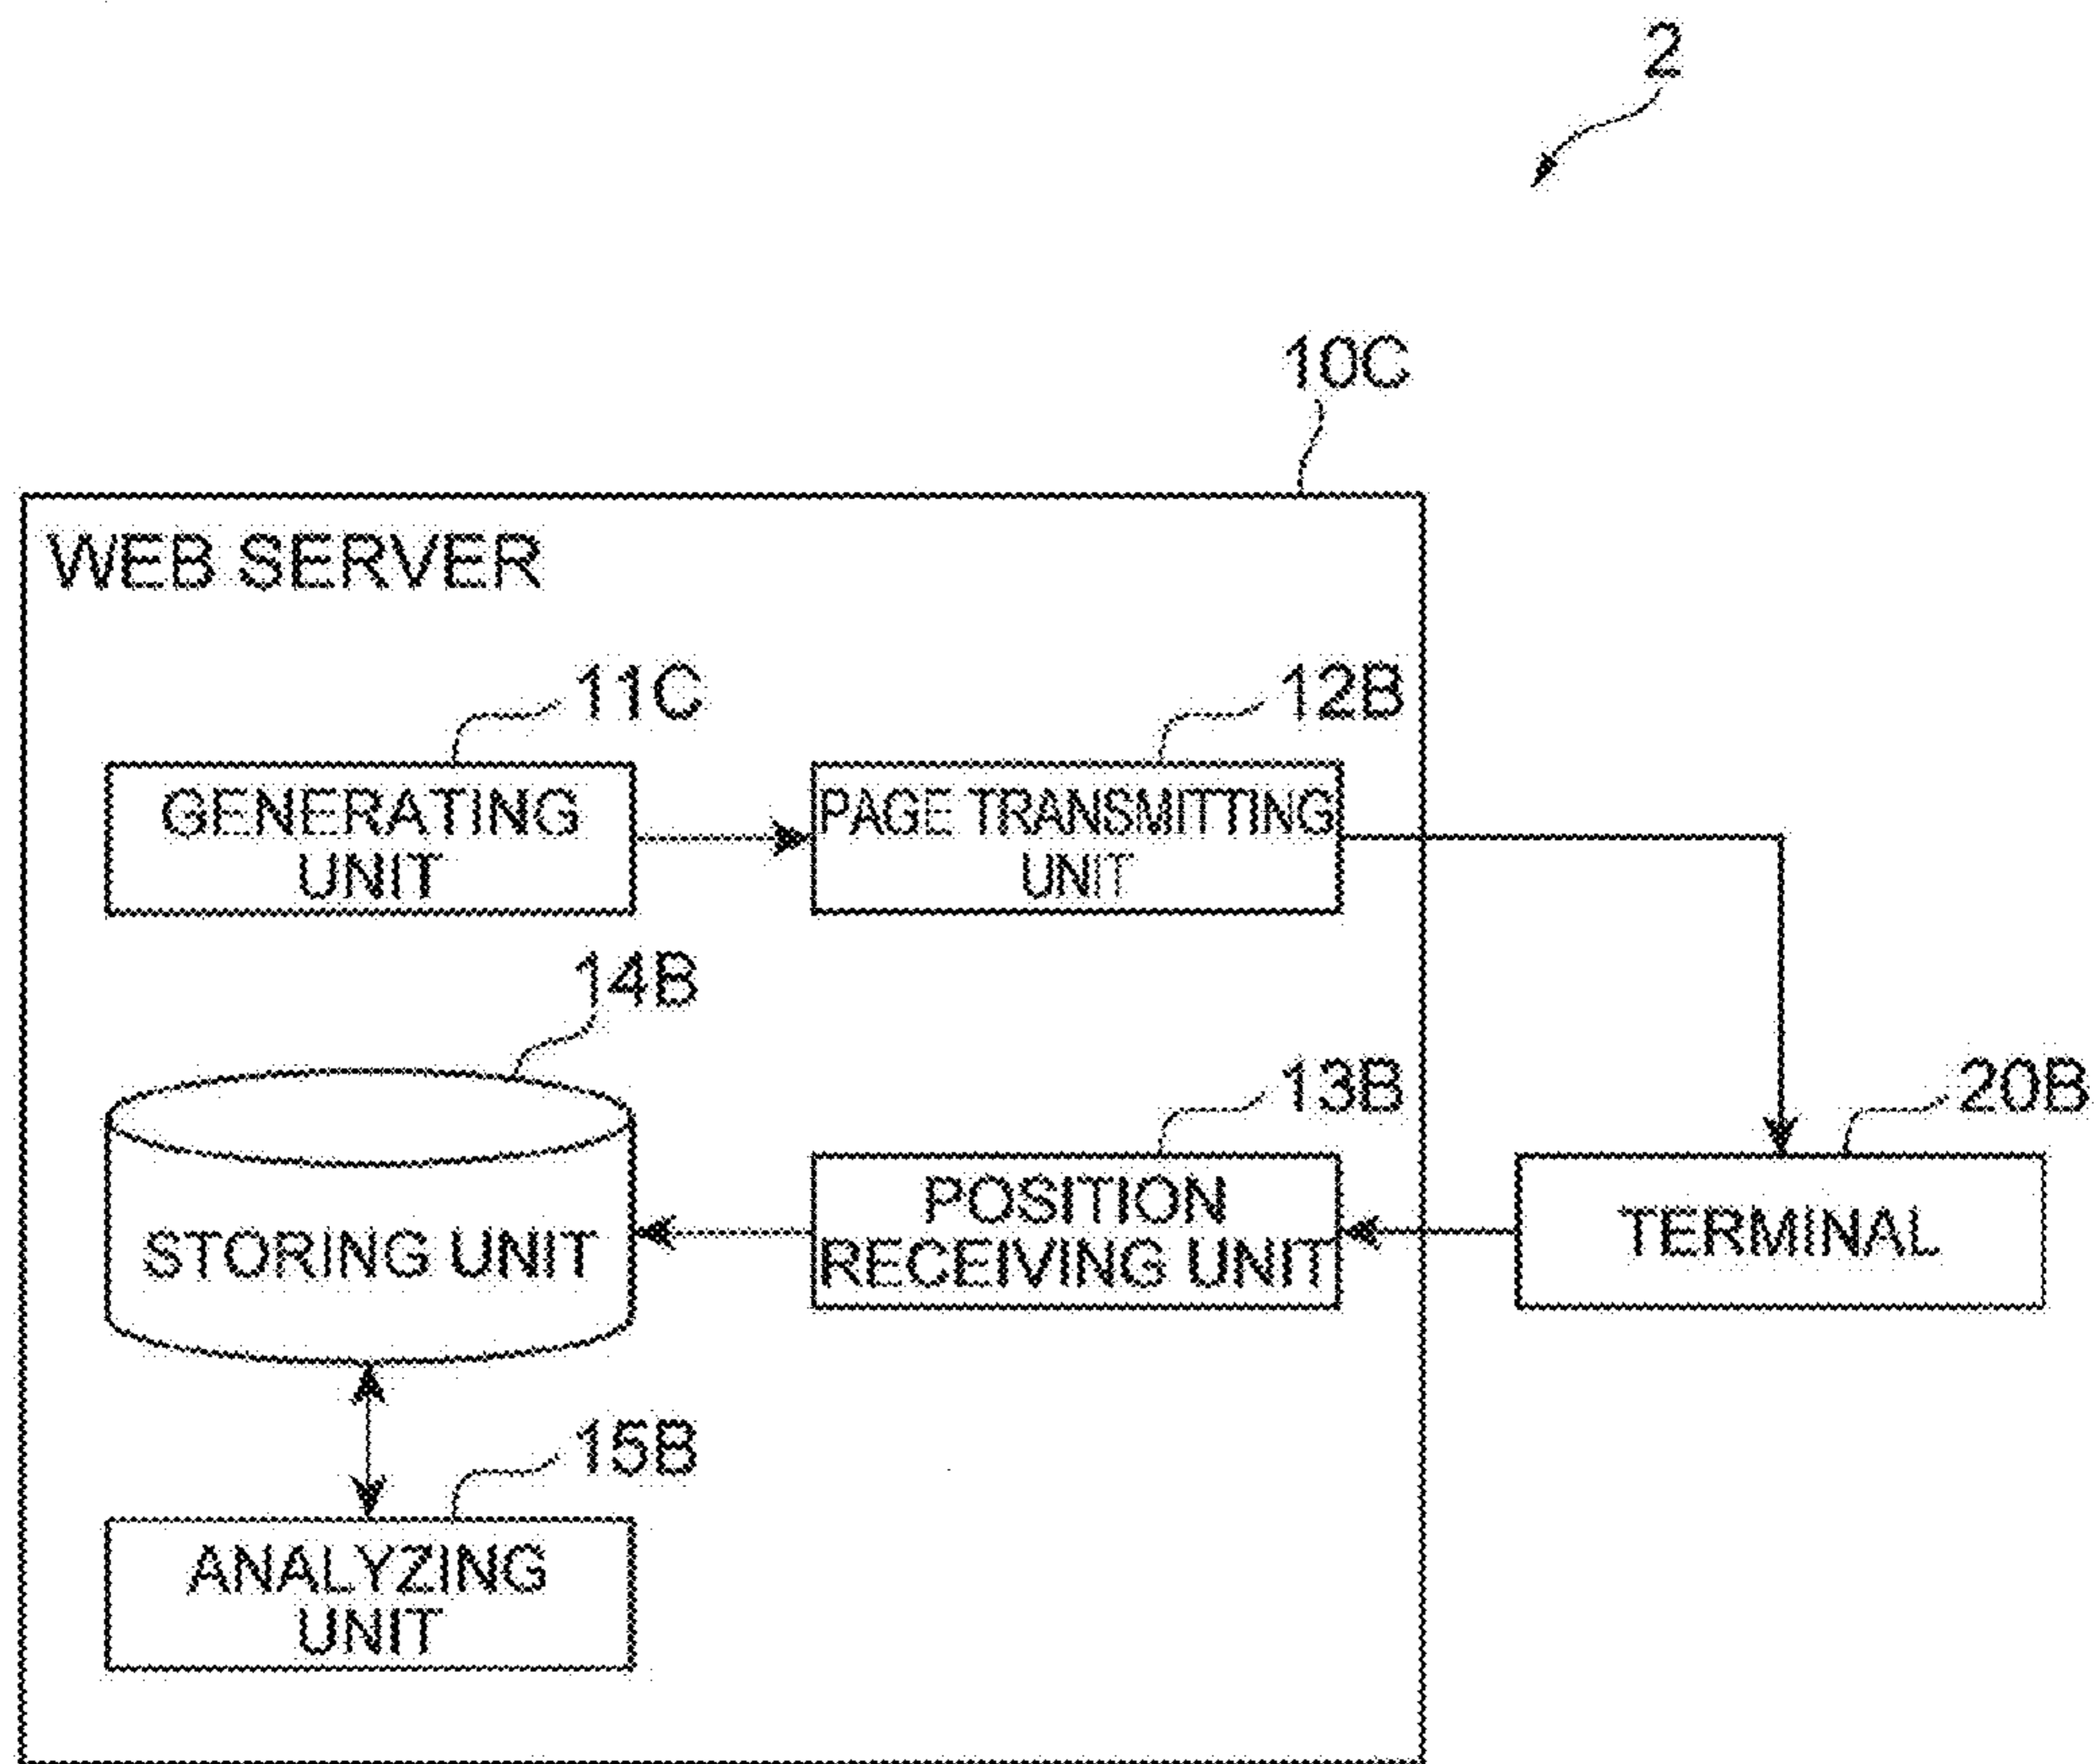 2
10C
WEB SERVER
11C
12B
GENERATING
UNIT
PAGE TRANSMITTING
UNIT
14B
13B
20B
STORING UNIT
POSITION
RECEIVING UNIT
TERMINAL
15B
ANALYZING
UNIT